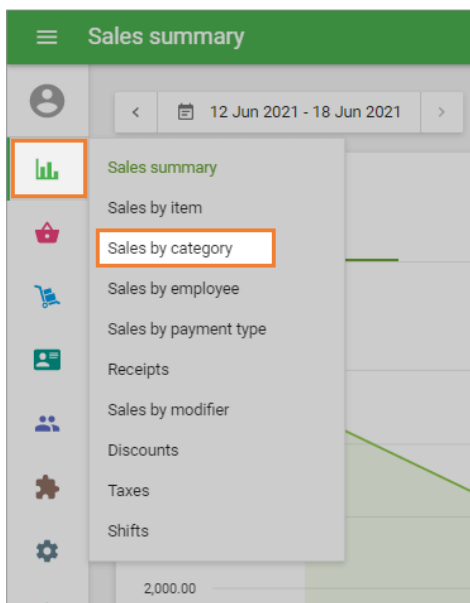 Sales summary
12 Jun 2021 - 18 Jun 2021
Sales summary
Sales by item
Sales by category
Sales by employee
Sales by payment type
Receipts
Sales by modifier
Discounts
Taxes
Shifts
2,000.00